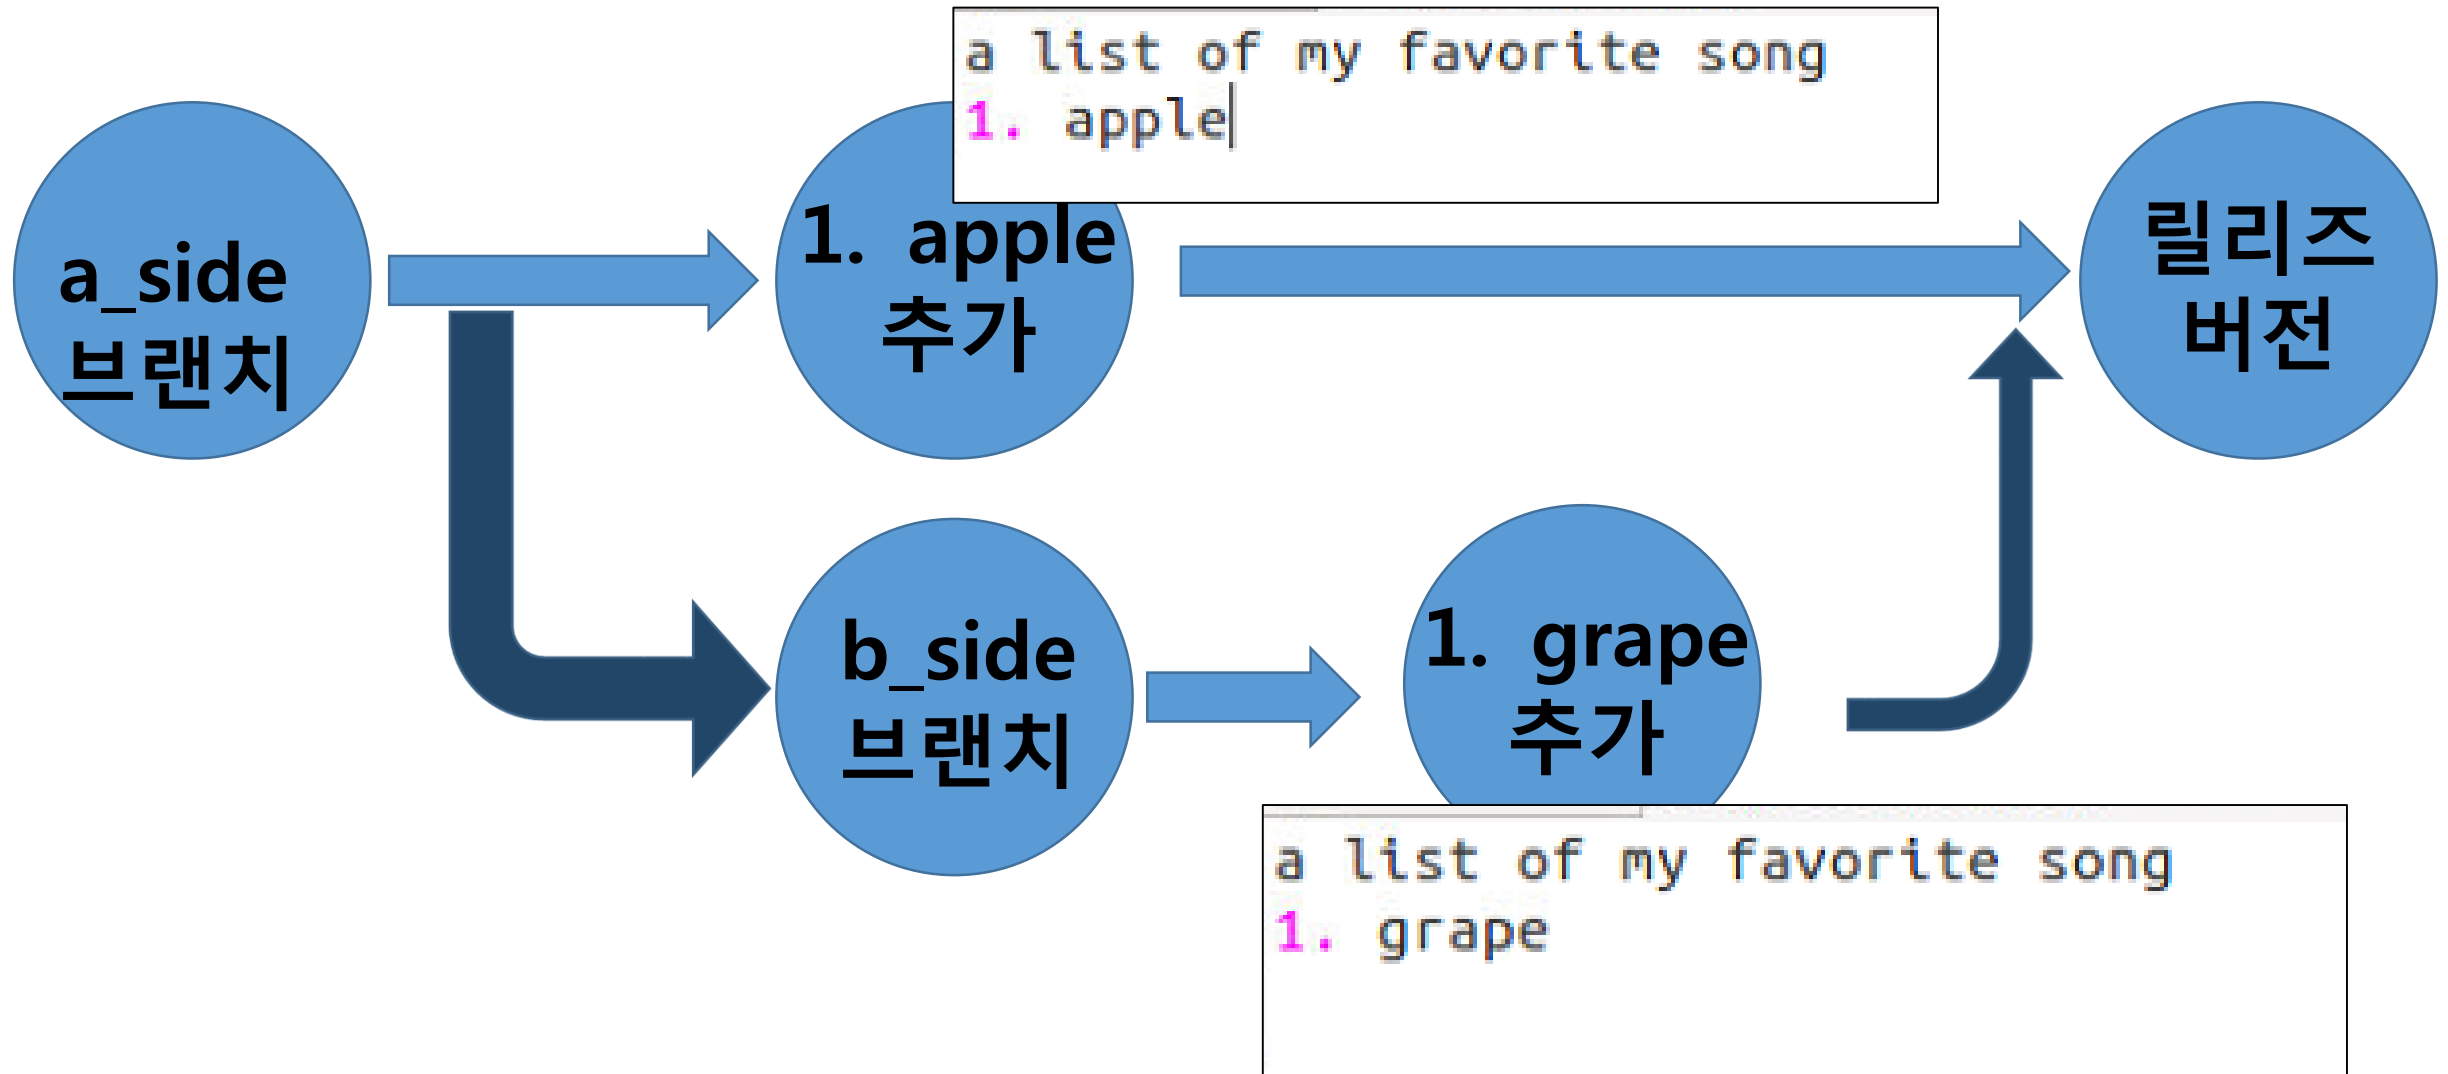 a list of my favorite song
1. apple
a_side
브랜치
1. apple
추가
릴리즈
버전
b_side
브랜치
1. grape
추가
a list of my favorite song
1. grape